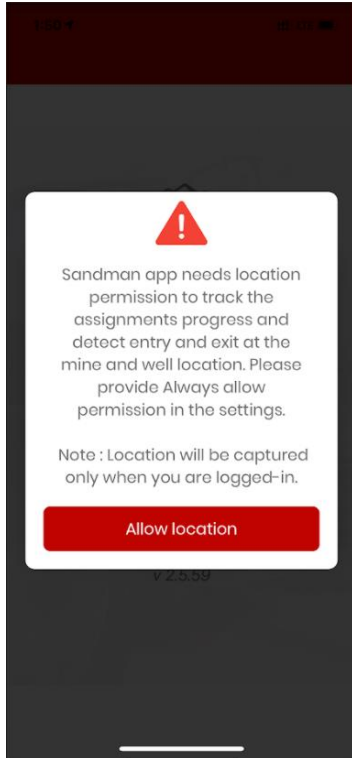 1:50
Sandman app needs location
permission to track the
assignments progress and
detect entry and exit at the
mine and well location. Please
provide Always allow
permission in the settings.
Note : Location will be captured
only when you are logged-in.
Allow location
v 2.5.59